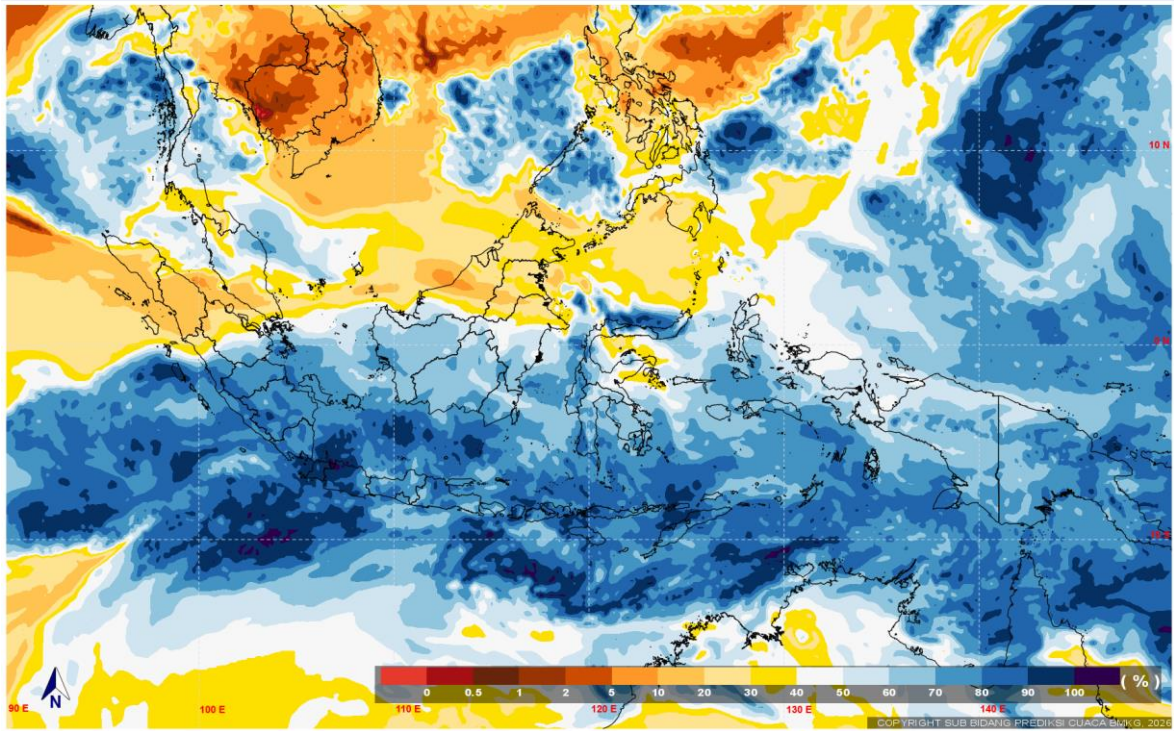 10 N
0 N
10 S
N
90 E
100 E
110 E
120 E
130 E
140 E
0 0.5 1 2 5 10 20 30 40 50 60 70 80 90 100
( % )
COPYRIGHT SUB BIDANG PREDIKSI CUACA BMKG, 2026